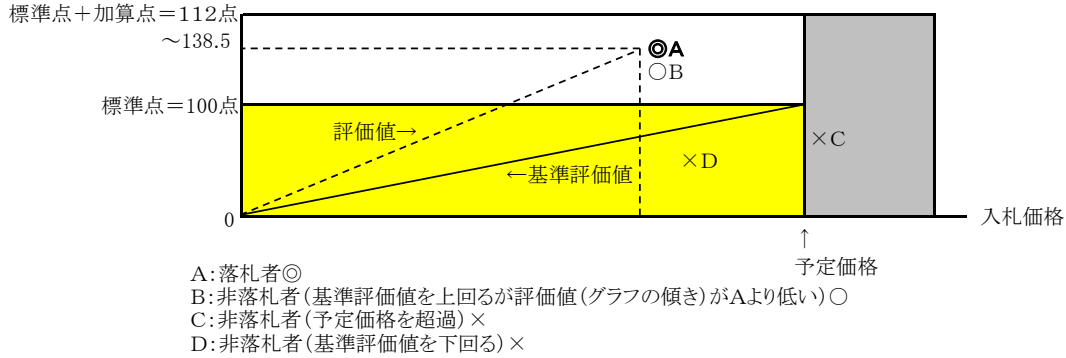 標準点＋加算点＝112点
～138.5
◎A
○B
標準点＝100点
評価値→
×C
×D
←基準評価値
0
入札価格
↑
予定価格
A：落札者◎
B：非落札者（基準評価値を上回るが評価値（グラフの傾き）がAより低い）○
C：非落札者（予定価格を超過）×
D：非落札者（基準評価値を下回る）×